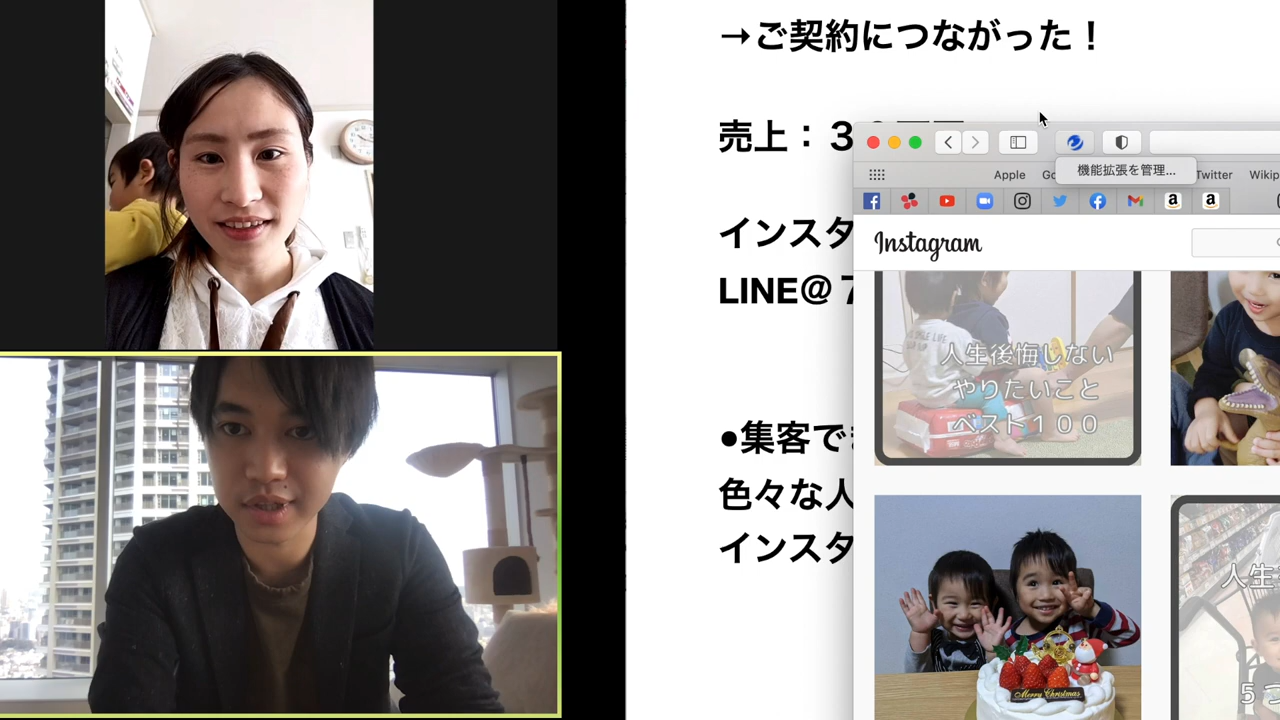 →ご契約につながった！
売上：３
インスタ
LINE@７
●集客で
色々な人
インスタ
機能拡張を管理...
Apple
Twitter
Instagram
人生後悔しない
やりたいこと
ベスト１００
Merry Christmas
人生
５つ